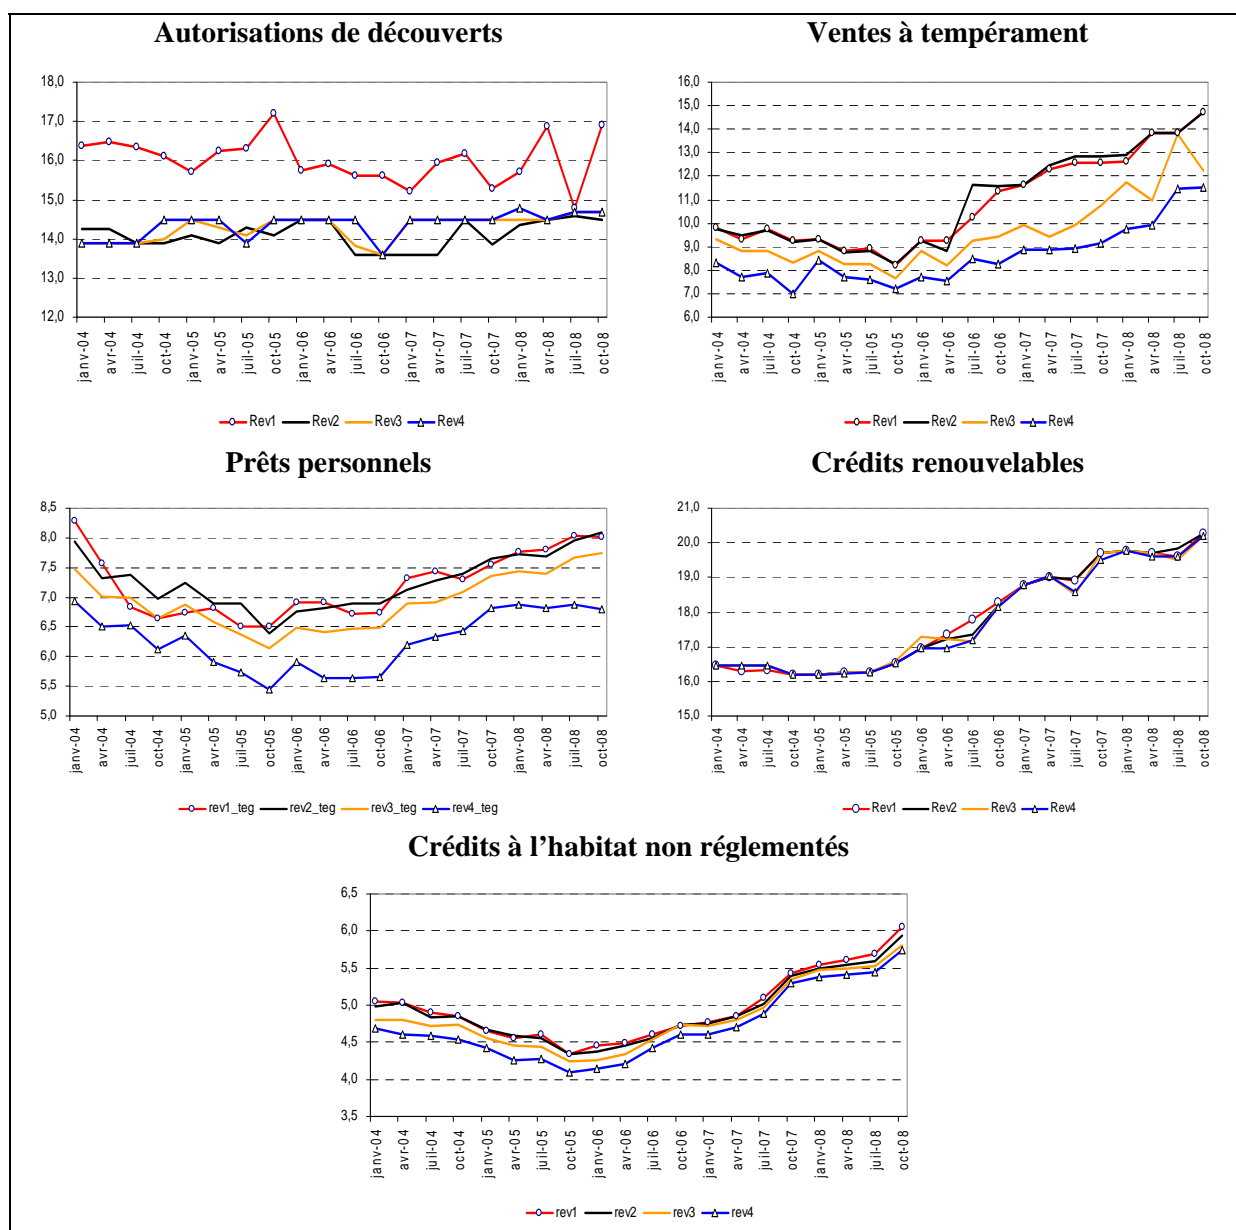 Autorisations de découverts
18,0
17,0
16,0
15,0
14,0
13,0
12,0
janv-04
avr-04
juil-04
oct-04
janv-05
avr-05
juil-05
oct-05
janv-06
avr-06
juil-06
oct-06
janv-07
avr-07
juil-07
oct-07
janv-08
avr-08
juil-08
oct-08
Rev1 Rev2 Rev3 Rev4
Ventes à tempérament
16,0
15,0
14,0
13,0
12,0
11,0
10,0
9,0
8,0
7,0
6,0
janv-04
avr-04
juil-04
oct-04
janv-05
avr-05
juil-05
oct-05
janv-06
avr-06
juil-06
oct-06
janv-07
avr-07
juil-07
oct-07
janv-08
avr-08
juil-08
oct-08
Rev1 Rev2 Rev3 Rev4
Prêts personnels
8,5
8,0
7,5
7,0
6,5
6,0
5,5
5,0
janv-04
avr-04
juil-04
oct-04
janv-05
avr-05
juil-05
oct-05
janv-06
avr-06
juil-06
oct-06
janv-07
avr-07
juil-07
oct-07
janv-08
avr-08
juil-08
oct-08
rev1_teg rev2_teg rev3_teg rev4_teg
Crédits renouvelables
21,0
20,0
19,0
18,0
17,0
16,0
15,0
janv-04
avr-04
juil-04
oct-04
janv-05
avr-05
juil-05
oct-05
janv-06
avr-06
juil-06
oct-06
janv-07
avr-07
juil-07
oct-07
janv-08
avr-08
juil-08
oct-08
Rev1 Rev2 Rev3 Rev4
Crédits à l’habitat non réglementés
6,5
6,0
5,5
5,0
4,5
4,0
3,5
janv-04
avr-04
juil-04
oct-04
janv-05
avr-05
juil-05
oct-05
janv-06
avr-06
juil-06
oct-06
janv-07
avr-07
juil-07
oct-07
janv-08
avr-08
juil-08
oct-08
rev1 rev2 rev3 rev4